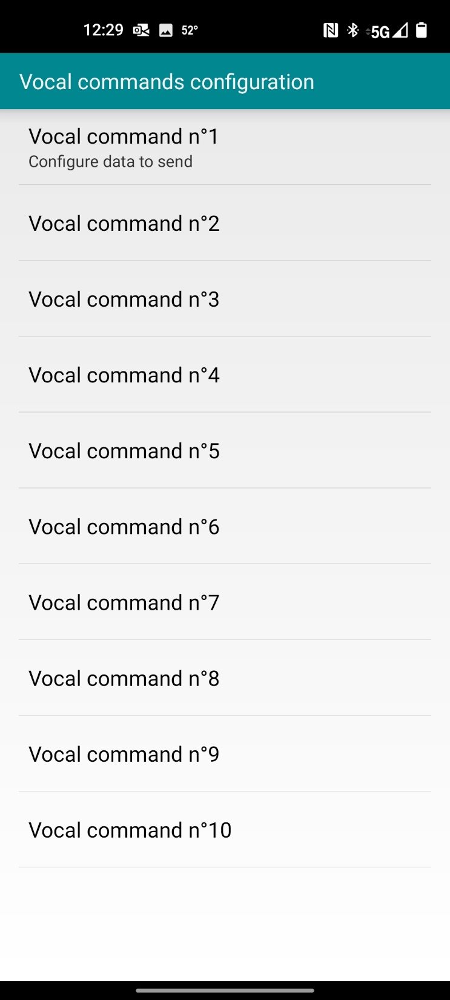 12:29 52° 5G
Vocal commands configuration
Vocal command n°1
Configure data to send
Vocal command n°2
Vocal command n°3
Vocal command n°4
Vocal command n°5
Vocal command n°6
Vocal command n°7
Vocal command n°8
Vocal command n°9
Vocal command n°10